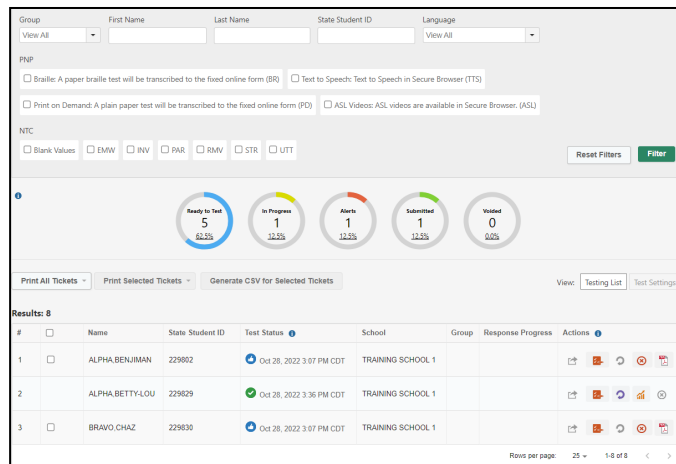 Group First Name Last Name State Student ID Language
View All View All
PNP
Braille: A paper braille test will be transcribed to the fixed online form (BR) Text to Speech: Text to Speech in Secure Browser (TTS)
Print on Demand: A plain paper test will be transcribed to the fixed online form (PD) ASL Videos: ASL videos are available in Secure Browser. (ASL)
NTC
Blank Values EMW INV PAR RMV STR UTT Reset Filters Filter
Ready to Test In Progress Alerts Submitted Voided
5 1 1 1 0
62.5% 12.5% 12.5% 12.5% 0.0%
Print All Tickets Print Selected Tickets Generate CSV for Selected Tickets View: Testing List Test Settings
Results: 8
# Name State Student ID Test Status School Group Response Progress Actions
1 ALPHA,BENJIMAN 229802 Oct 28, 2022 3:07 PM CDT TRAINING SCHOOL 1
2 ALPHA,BETTY-LOU 229829 Oct 28, 2022 3:36 PM CDT TRAINING SCHOOL 1
3 BRAVO,CHAZ 229830 Oct 28, 2022 3:07 PM CDT TRAINING SCHOOL 1
Rows per page: 25 1-8 of 8